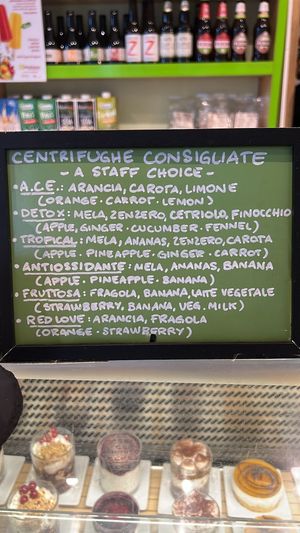 CENTRIFUGHE CONSIGLIATE
- A STAFF CHOICE -
• A.C.E.: ARANCIA, CAROTA, LIMONE
(ORANGE · CARROT · LEMON)
• DETOX: MELA, ZENZERO, CETRIOLO, FINOCCHIO
(APPLE, GINGER · CUCUMBER · FENNEL)
• TROPICAL: MELA, ANANAS, ZENZERO, CAROTA
(APPLE · PINEAPPLE · GINGER · CARROT)
• ANTIOSSIDANTE: MELA, ANANAS, BANANA
(APPLE · PINEAPPLE · BANANA)
• FRUTTOSA: FRAGOLA, BANANA, LATTE VEGETALE
(STRAWBERRY, BANANA, VEG. MILK)
• RED LOVE: ARANCIA, FRAGOLA
(ORANGE · STRAWBERRY)